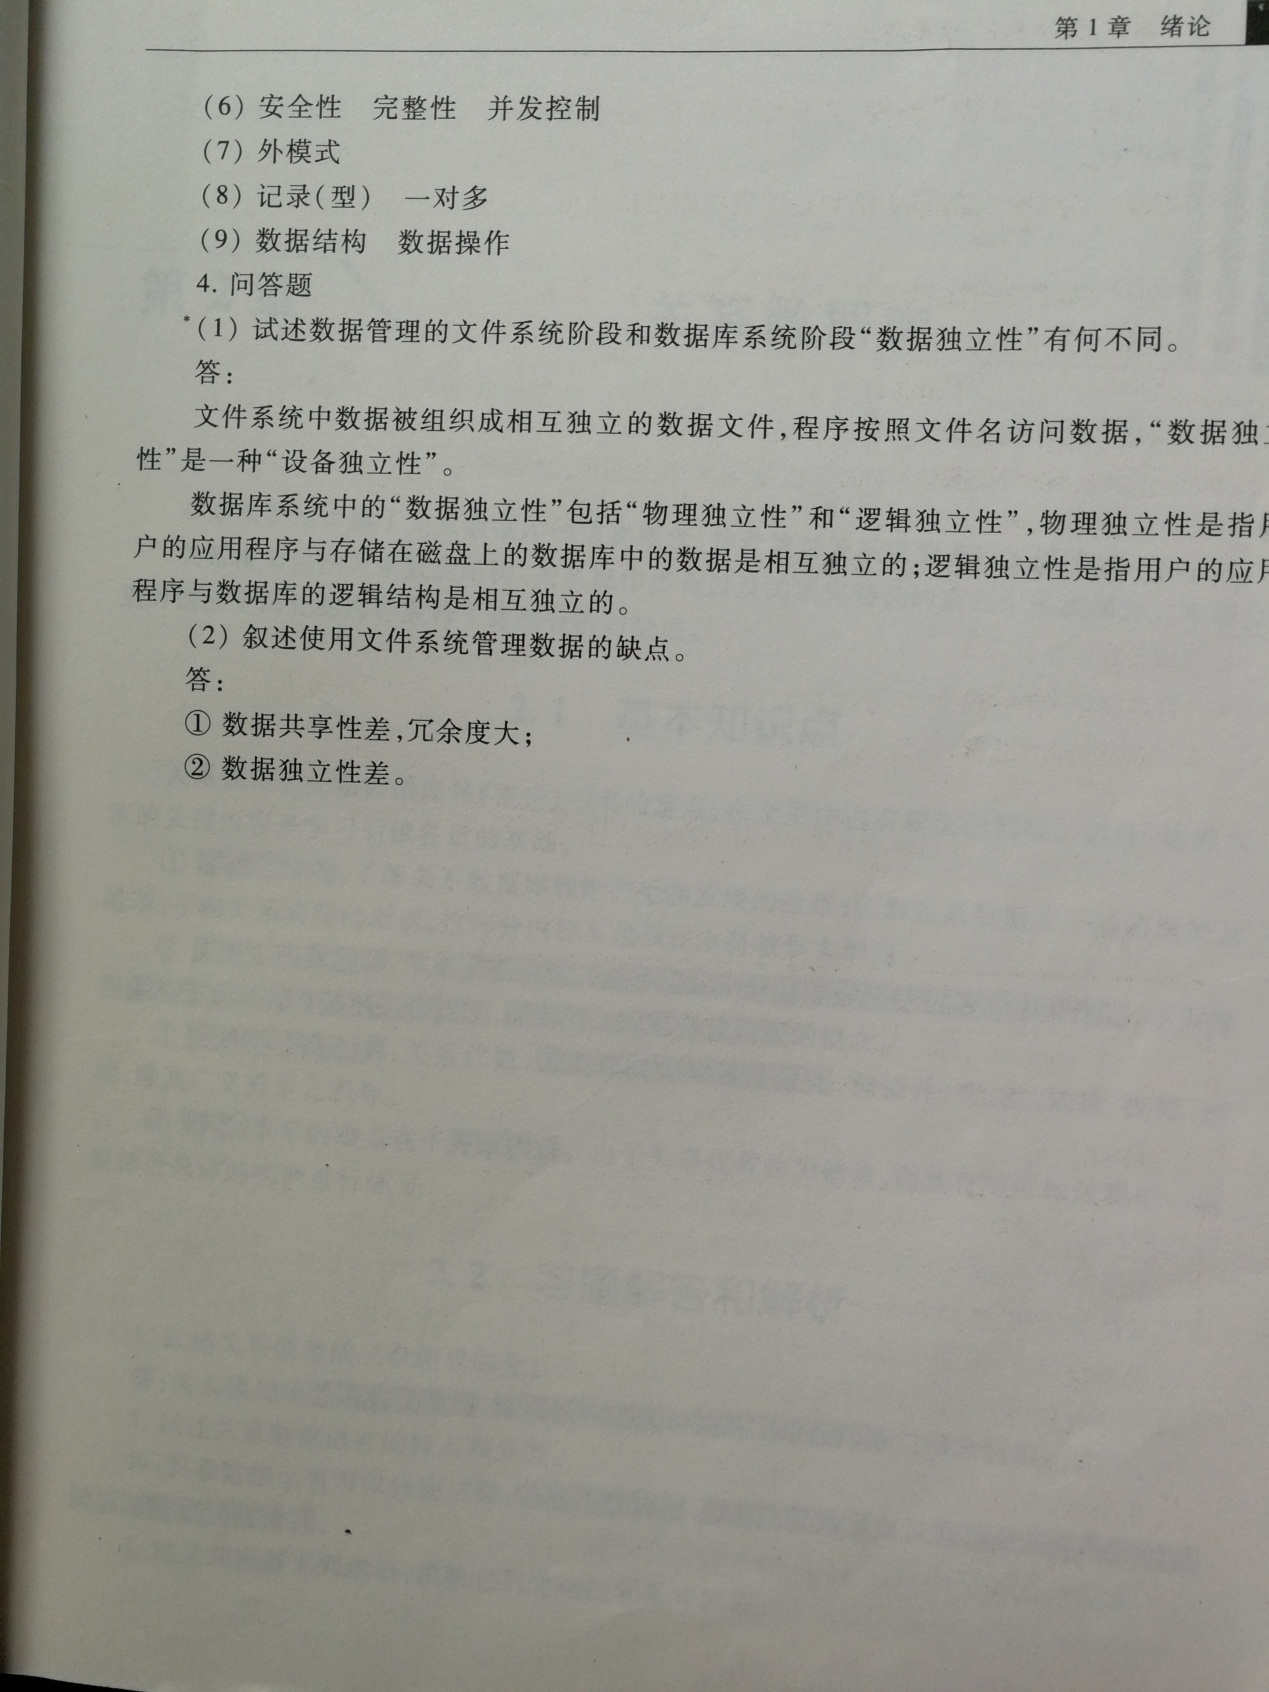 第1章 绪论
(6) 安全性 完整性 并发控制
(7) 外模式
(8) 记录(型) 一对多
(9) 数据结构 数据操作
4. 问答题
*(1) 试述数据管理的文件系统阶段和数据库系统阶段“数据独立性”有何不同。
答:
文件系统中数据被组织成相互独立的数据文件,程序按照文件名访问数据,“数据独
性”是一种“设备独立性”。
数据库系统中的“数据独立性”包括“物理独立性”和“逻辑独立性”,物理独立性是指
户的应用程序与存储在磁盘上的数据库中的数据是相互独立的;逻辑独立性是指用户的应用
程序与数据库的逻辑结构是相互独立的。
(2) 叙述使用文件系统管理数据的缺点。
答:
① 数据共享性差,冗余度大;
② 数据独立性差。